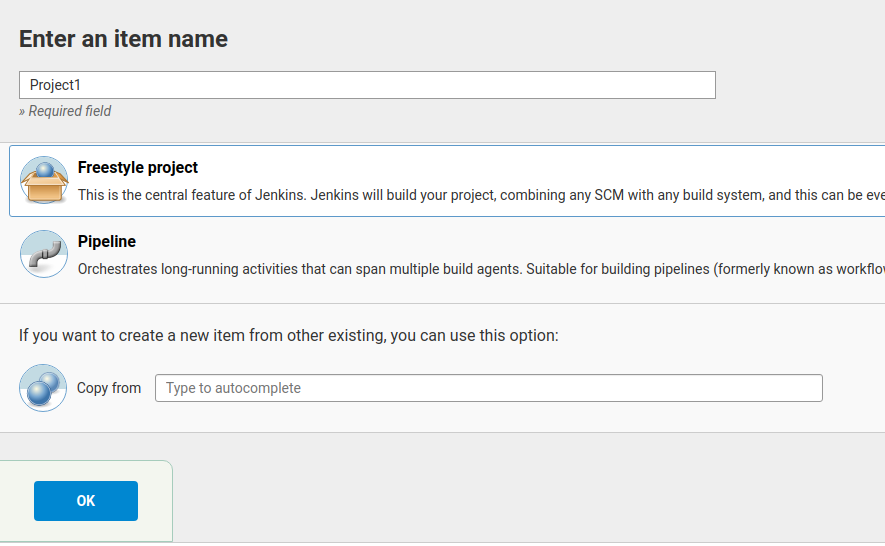 Enter an item name
Project1
» Required field
Freestyle project
This is the central feature of Jenkins. Jenkins will build your project, combining any SCM with any build system, and this can be eve
Pipeline
Orchestrates long-running activities that can span multiple build agents. Suitable for building pipelines (formerly known as workflo
If you want to create a new item from other existing, you can use this option:
Copy from
Type to autocomplete
OK